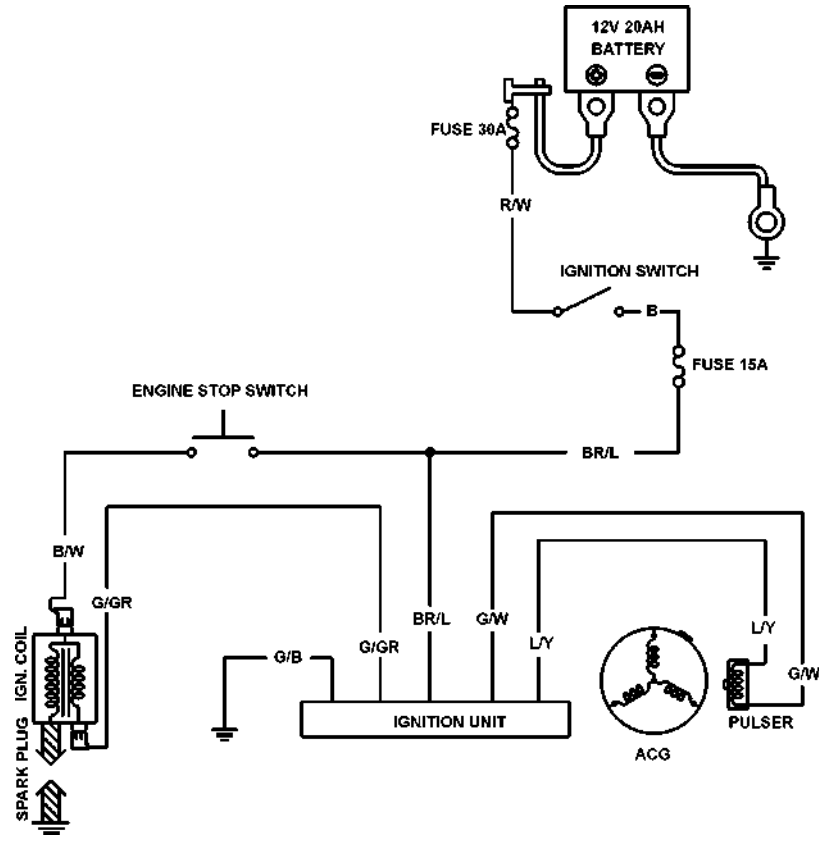 12V 20AH
BATTERY
FUSE 30A
R/W
IGNITION SWITCH
B
FUSE 15A
ENGINE STOP SWITCH
BR/L
B/W
G/GR
BR/L
G/W
L/Y
L/Y
G/GR
G/B
G/W
IGN. COIL
SPARK PLUG
E
E
IGNITION UNIT
PULSER
ACG